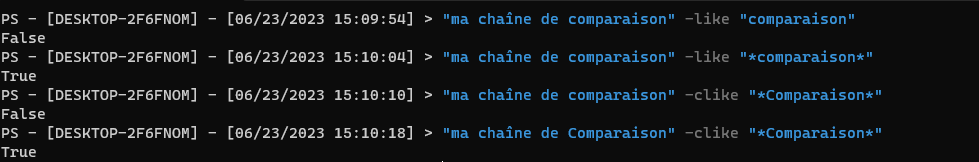 PS - [DESKTOP-2F6FNOM] - [06/23/2023 15:09:54] > "ma chaîne de comparaison" -like "comparaison"
False
PS - [DESKTOP-2F6FNOM] - [06/23/2023 15:10:04] > "ma chaîne de comparaison" -like "*comparaison*"
True
PS - [DESKTOP-2F6FNOM] - [06/23/2023 15:10:10] > "ma chaîne de comparaison" -clike "*Comparaison*"
False
PS - [DESKTOP-2F6FNOM] - [06/23/2023 15:10:18] > "ma chaîne de Comparaison" -clike "*Comparaison*"
True